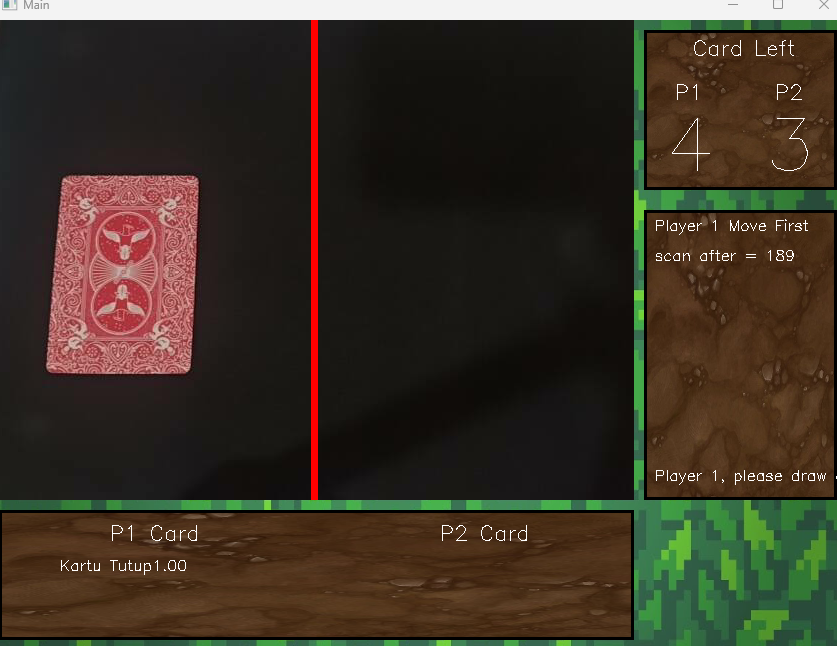 Main
Card Left
P1 P2
4 3
Player 1 Move First
scan after = 189
Player 1, please draw
P1 Card P2 Card
Kartu Tutup1.00